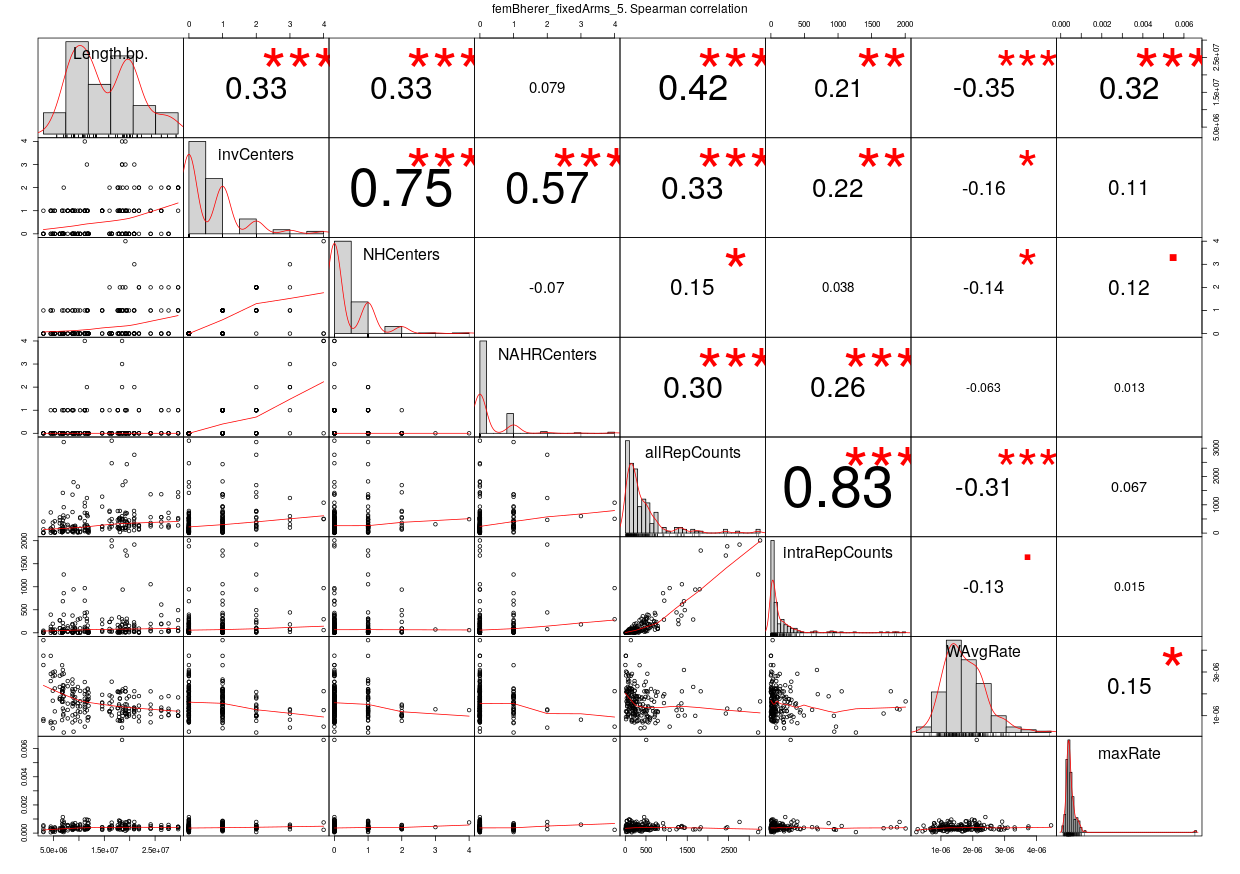 femBherer_fixedArms_5. Spearman correlation
0 1 2 3 4
0 1 2 3 4
0 500 1000 1500 2000
0.000 0.002 0.004 0.006
Length.bp.
0.33 ***
0.33 ***
0.079
0.42 ***
0.21 **
-0.35 ***
0.32 ***
5.0e+06 1.5e+07 2.5e+07
0 1 2 3 4
invCenters
0.75 ***
0.57 ***
0.33 ***
0.22 **
-0.16 *
0.11
NHCenters
-0.07
0.15 *
0.038
-0.14 *
0.12
0 1 2 3 4
0 1 2 3 4
NAHRCenters
0.30 ***
0.26 ***
-0.063
0.013
allRepCounts
0.83 ***
-0.31 ***
0.067
0 1000 2000 3000
0 500 1000 1500 2000
intraRepCounts
-0.13
0.015
WAvgRate
0.15 *
1e-06 3e-06
0.000 0.002 0.004 0.006
maxRate
5.0e+06 1.5e+07 2.5e+07
0 1 2 3 4
0 500 1500 2500
1e-06 2e-06 3e-06 4e-06